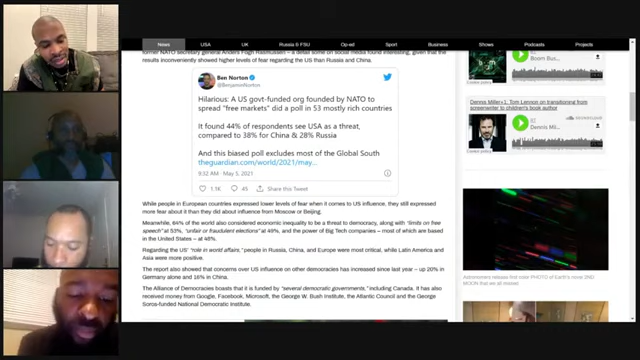 News USA UK Russia & FSU Op-ed Sport Business Shows Podcasts Projects
former NATO secretary general Anders Fogh Rasmussen – a detail some on social media found interesting, given that the
results inconveniently showed higher levels of fear regarding the US than Russia and China.
Ben Norton
@BenjaminNorton
Hilarious: A US govt-funded org founded by NATO to
spread "free markets" did a poll in 53 mostly rich countries
It found 44% of respondents see USA as a threat,
compared to 38% for China & 28% Russia
And this biased poll excludes most of the Global South
theguardian.com/world/2021/may...
9:32 AM · May 5, 2021
1.1K 45 Share this Tweet
While people in European countries expressed lower levels of fear when it comes to US influence, they still expressed
more fear about it than they did about influence from Moscow or Beijing.
Meanwhile, 64% of the world also considered economic inequality to be a threat to democracy, along with "limits on free
speech" at 53%, "unfair or fraudulent elections" at 49%, and the power of Big Tech companies – most of which are based
in the United States – at 48%.
Regarding the US' "role in world affairs," people in Russia, China, and Europe were most critical, while Latin America and
Asia were more positive.
The report also showed that concerns over US influence on other democracies has increased since last year – up 20% in
Germany alone and 16% in China.
The Alliance of Democracies boasts that it is funded by "several democratic governments," including Canada. It has also
received money from Google, Facebook, Microsoft, the George W. Bush Institute, the Atlantic Council and the George
Soros-funded National Democratic Institute.
Boom Bus...
Cookie policy
Dennis Miller+1: Tom Lennon on transitioning from
screenwriter to children's book author
Dennis Mi...
Cookie policy
Astronomers release first color PHOTO of Earth's movie 2ND
MOON that we all missed